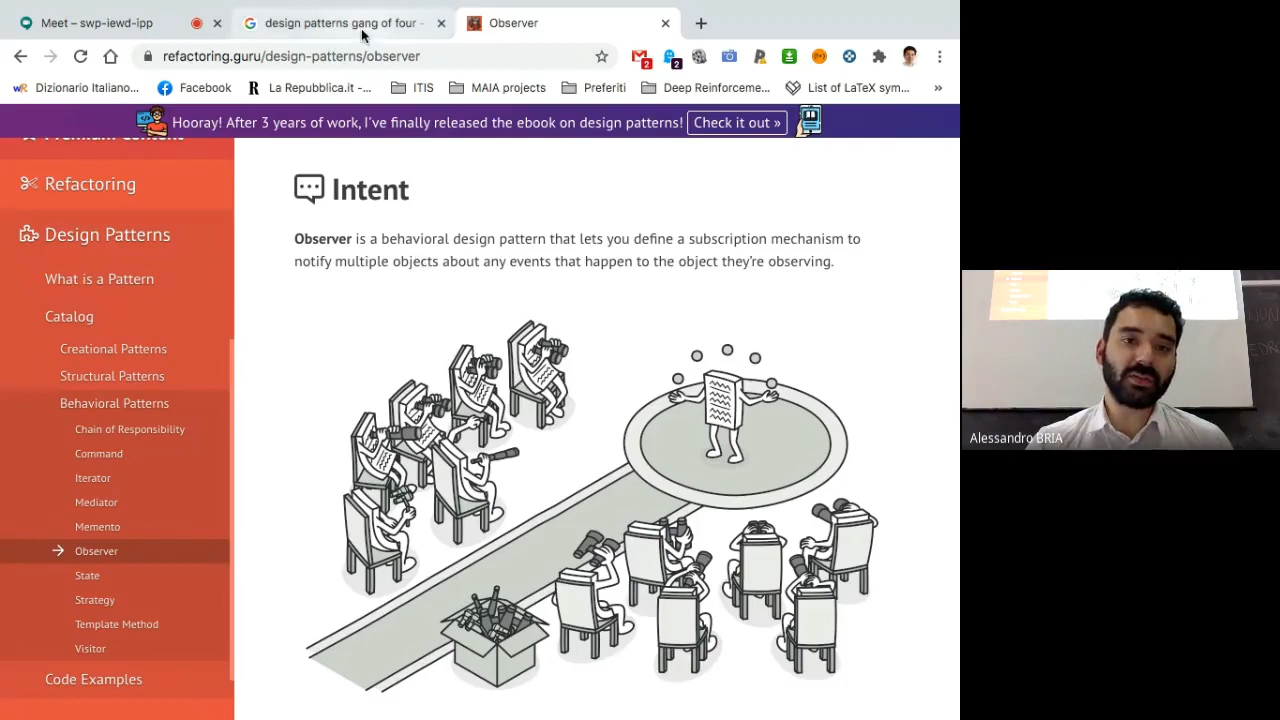 Meet – swp-iewd-ipp
design patterns gang of four -
Observer
refactoring.guru/design-patterns/observer
2
2
Dizionario Italiano...
Facebook
La Repubblica.it -...
ITIS
MAIA projects
Preferiti
Deep Reinforceme...
List of LaTeX sym...
»
Hooray! After 3 years of work, I've finally released the ebook on design patterns!
Check it out »
Premium Content
Refactoring
Design Patterns
What is a Pattern
Catalog
Creational Patterns
Structural Patterns
Behavioral Patterns
Chain of Responsibility
Command
Iterator
Mediator
Memento
Observer
State
Strategy
Template Method
Visitor
Code Examples
Intent
Observer is a behavioral design pattern that lets you define a subscription mechanism to
notify multiple objects about any events that happen to the object they're observing.
Alessandro BRIA